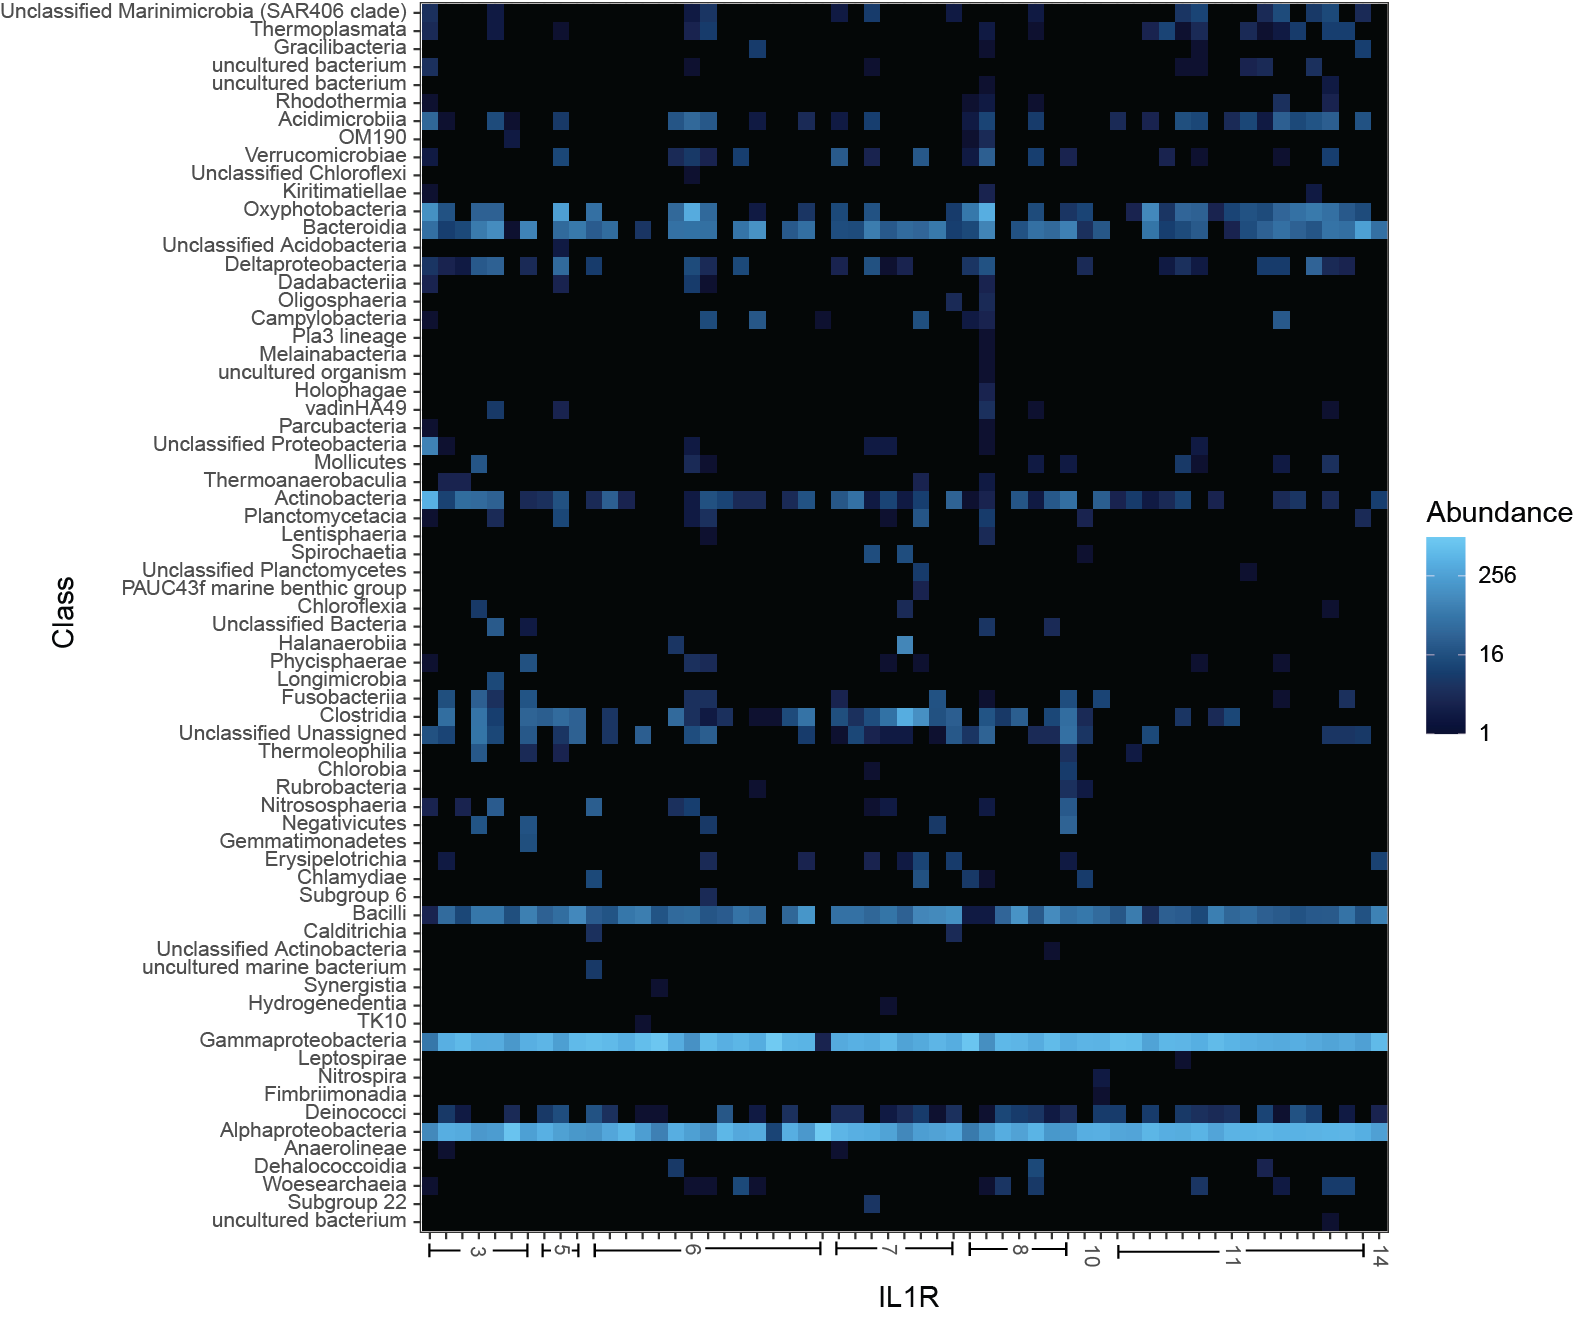 Unclassified Marinimicrobia (SAR406 clade)
Thermoplasmata
Gracilibacteria
uncultured bacterium
uncultured bacterium
Rhodothermia
Acidimicrobiia
OM190
Verrucomicrobiae
Unclassified Chloroflexi
Kiritimatiellae
Oxyphotobacteria
Bacteroidia
Unclassified Acidobacteria
Deltaproteobacteria
Dadabacteriia
Oligosphaeria
Campylobacteria
Pla3 lineage
Melainabacteria
uncultured organism
Holophagae
vadinHA49
Parcubacteria
Unclassified Proteobacteria
Mollicutes
Thermoanaerobaculia
Actinobacteria
Planctomycetacia
Lentisphaeria
Spirochaetia
Unclassified Planctomycetes
PAUC43f marine benthic group
Chloroflexia
Unclassified Bacteria
Halanaerobiia
Phycisphaerae
Longimicrobia
Fusobacteriia
Clostridia
Unclassified Unassigned
Thermoleophilia
Chlorobia
Rubrobacteria
Nitrososphaeria
Negativicutes
Gemmatimonadetes
Erysipelotrichia
Chlamydiae
Subgroup 6
Bacilli
Calditrichia
Unclassified Actinobacteria
uncultured marine bacterium
Synergistia
Hydrogenedentia
TK10
Gammaproteobacteria
Leptospirae
Nitrospira
Fimbriimonadia
Deinococci
Alphaproteobacteria
Anaerolineae
Dehalococcoidia
Woesearchaeia
Subgroup 22
uncultured bacterium
Class
3 5 6 7 8 10 11 14
IL1R
Abundance
256
16
1